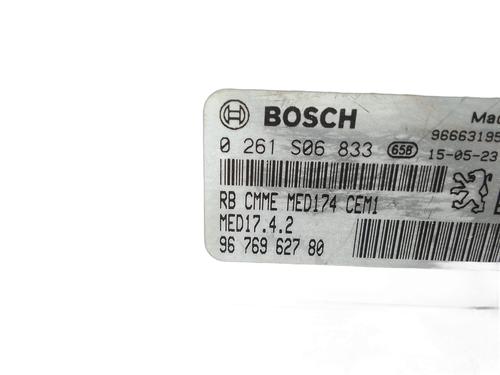 BOSCH
0 261 S06 833 658
RB CMME MED174 CEM1
MED17.4.2
96 769 627 80
Mad
96663195
15-05-23